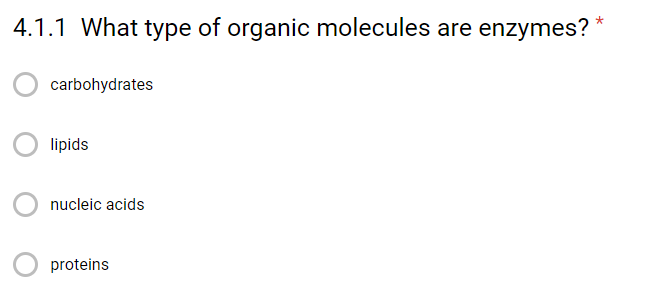 4.1.1 What type of organic molecules are enzymes? *
carbohydrates
lipids
nucleic acids
proteins